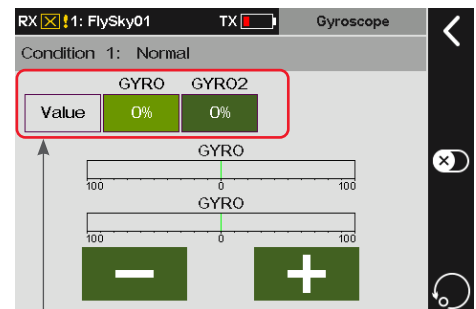 RX ! 1: FlySky01 TX Gyroscope
Condition 1: Normal
GYRO GYRO2
Value 0% 0%
GYRO
100 0 100
GYRO
100 0 100